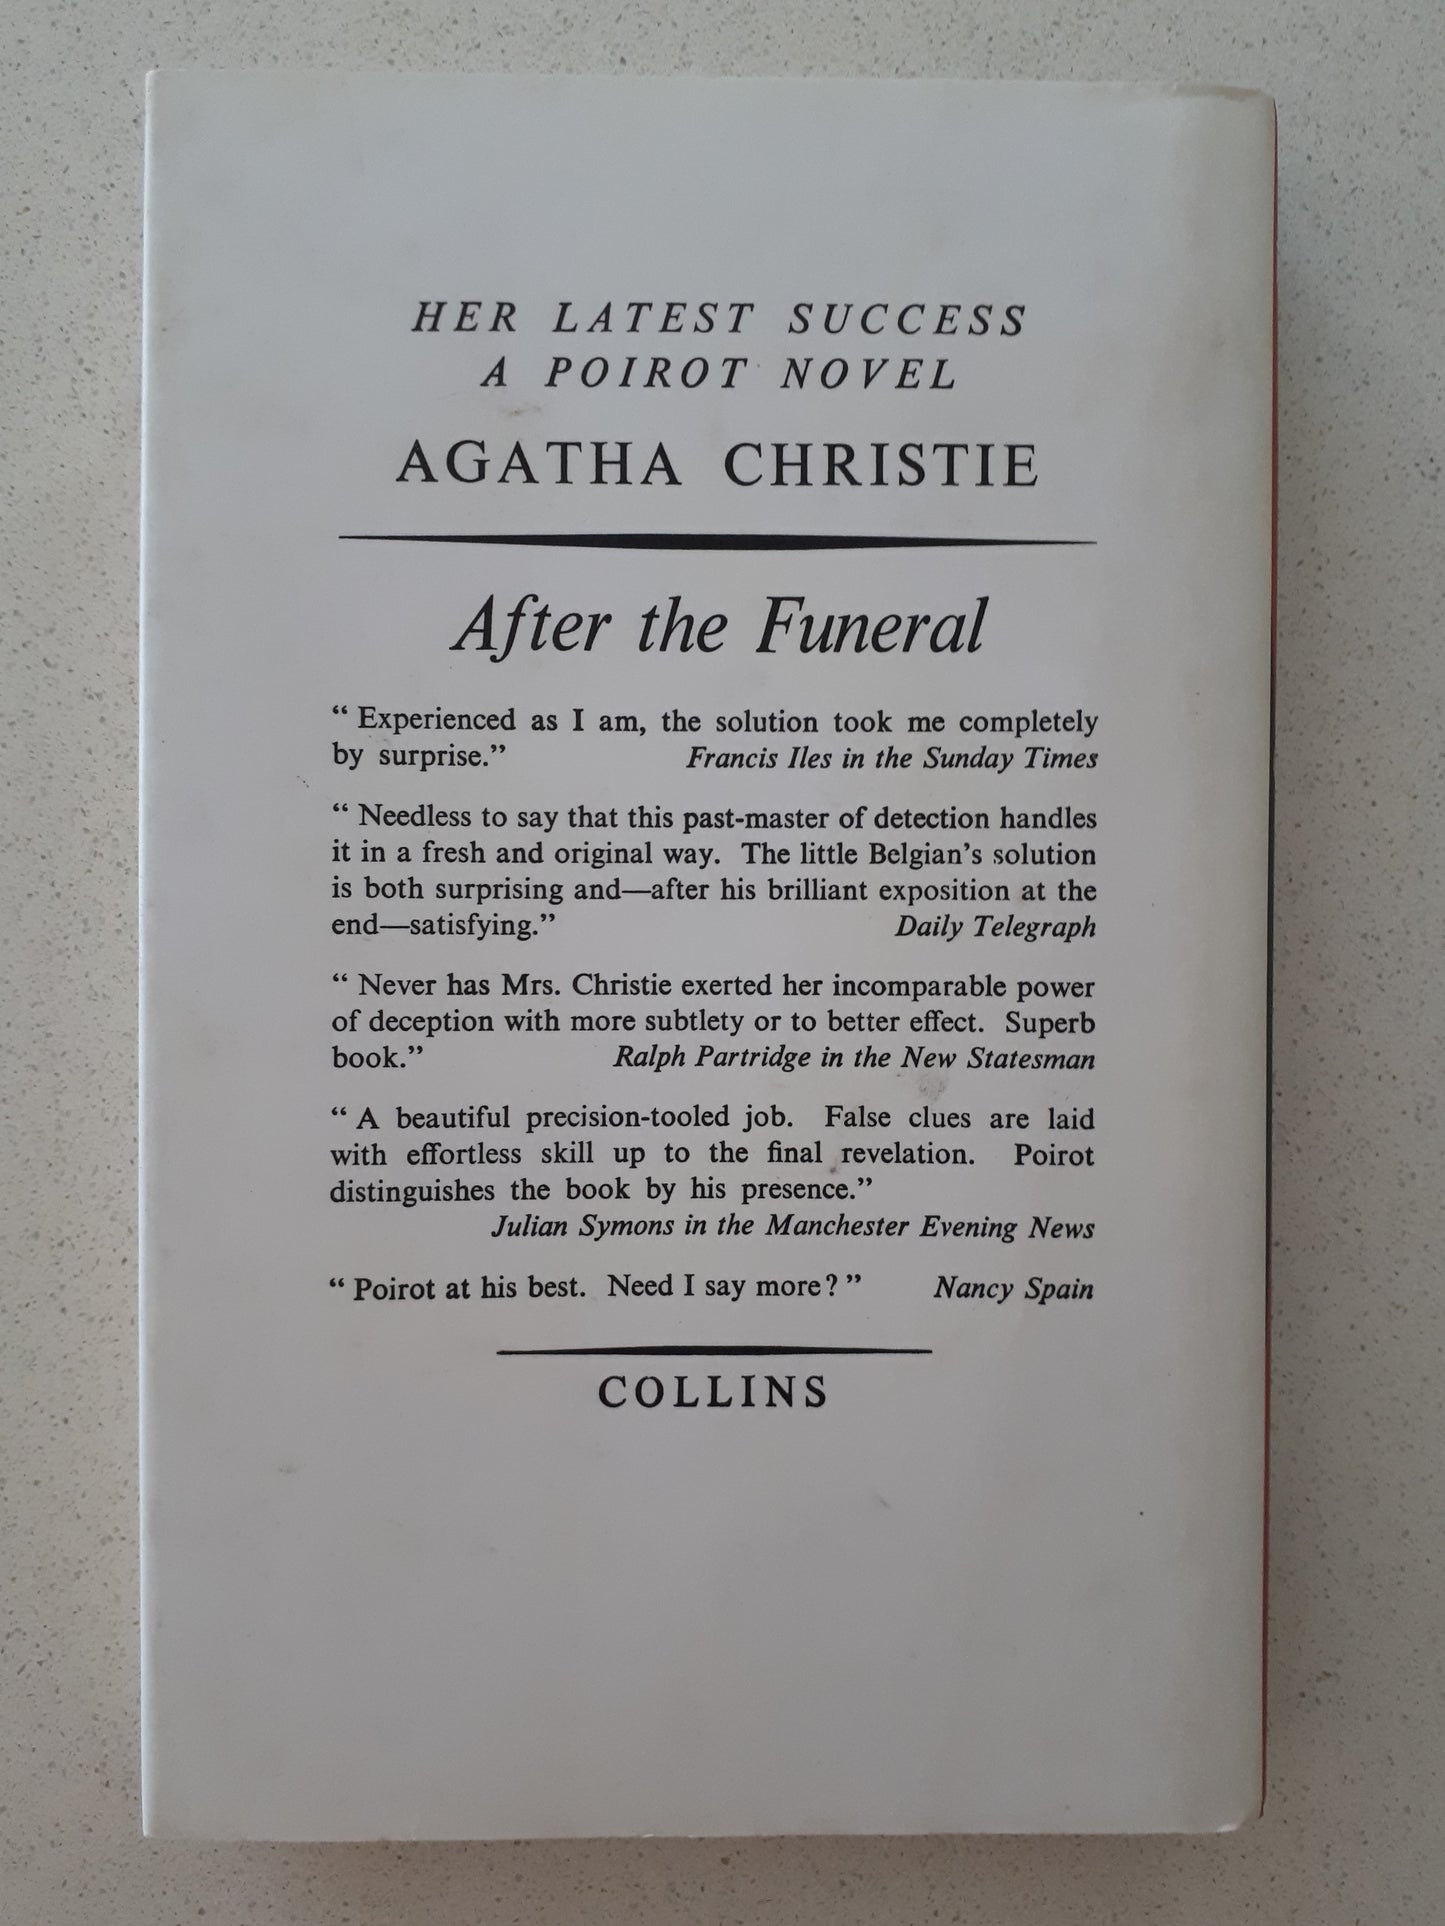 HER LATEST SUCCESS
A POIROT NOVEL
AGATHA CHRISTIE
After the Funeral
“ Experienced as I am, the solution took me completely
by surprise.” Francis Iles in the Sunday Times
“ Needless to say that this past-master of detection handles
it in a fresh and original way. The little Belgian’s solution
is both surprising and—after his brilliant exposition at the
end—satisfying.” Daily Telegraph
“ Never has Mrs. Christie exerted her incomparable power
of deception with more subtlety or to better effect. Superb
book.” Ralph Partridge in the New Statesman
“ A beautiful precision-tooled job. False clues are laid
with effortless skill up to the final revelation. Poirot
distinguishes the book by his presence.”
Julian Symons in the Manchester Evening News
“ Poirot at his best. Need I say more? ” Nancy Spain
COLLINS